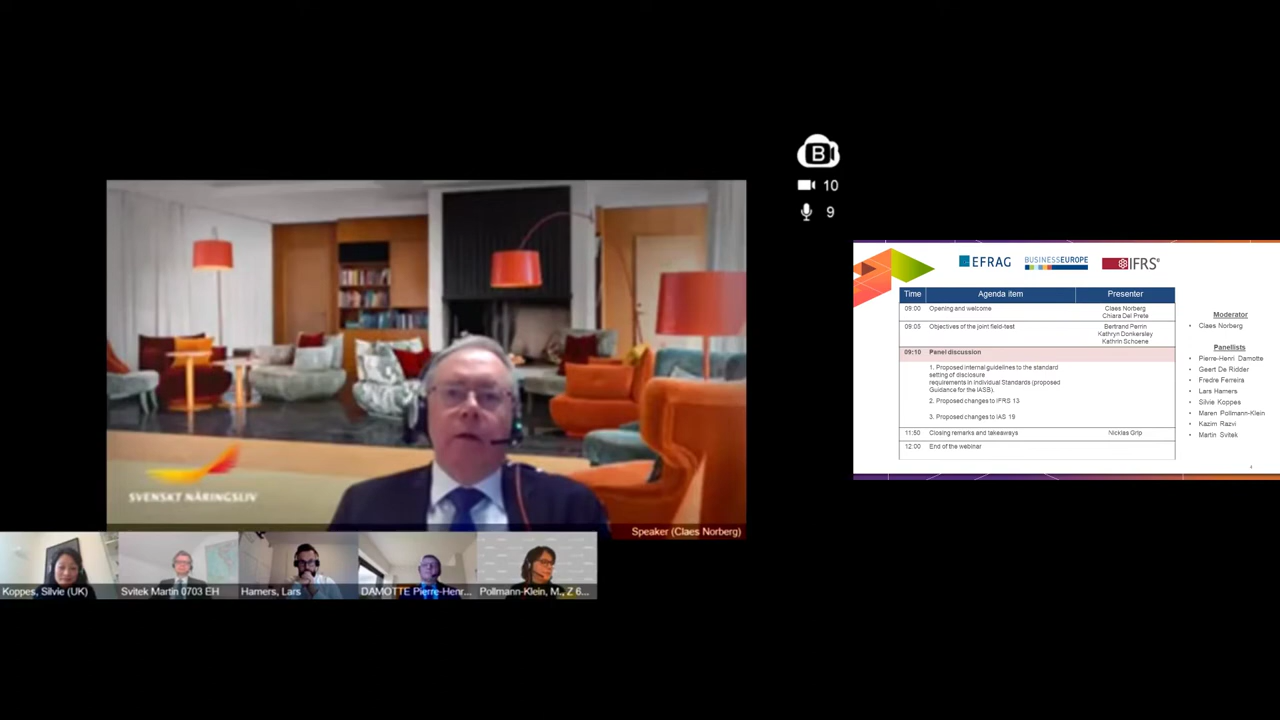 B
10
9
SVENSKT NÄRINGSLIV
Speaker (Claes Norberg)
Koppes, Silvie (UK)
Svitek Martin 0703 EH
Hamers, Lars
DAMOTTE Pierre-Henr...
Pollmann-Klein, M., Z 6...
EFRAG
BUSINESSEUROPE
IFRS®
Time Agenda item Presenter
09:00 Opening and welcome Claes Norberg
Chiara Del Prete
09:05 Objectives of the joint field-test Bertrand Perrin
Kathryn Donkersley
Kathrin Schoene
09:10 Panel discussion
1. Proposed internal guidelines to the standard
setting of disclosure
requirements in individual Standards (proposed
Guidance for the IASB).
2. Proposed changes to IFRS 13
3. Proposed changes to IAS 19
11:50 Closing remarks and takeaways Nicklas Grip
12:00 End of the webinar
Moderator
• Claes Norberg
Panellists
• Pierre-Henri Damotte
• Geert De Ridder
• Fredre Ferreira
• Lars Hamers
• Silvie Koppes
• Maren Pollmann-Klein
• Kazim Razvi
• Martin Svitek